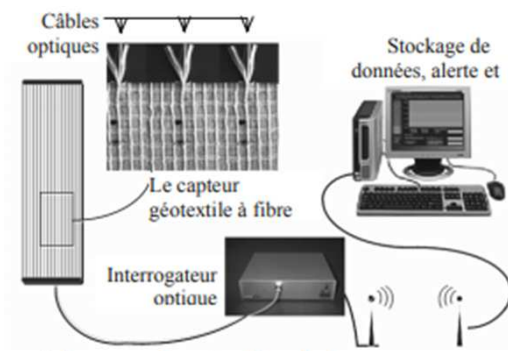 Câbles
optiques
Stockage de
données, alerte et
Le capteur
géotextile à fibre
Interrogateur
optique